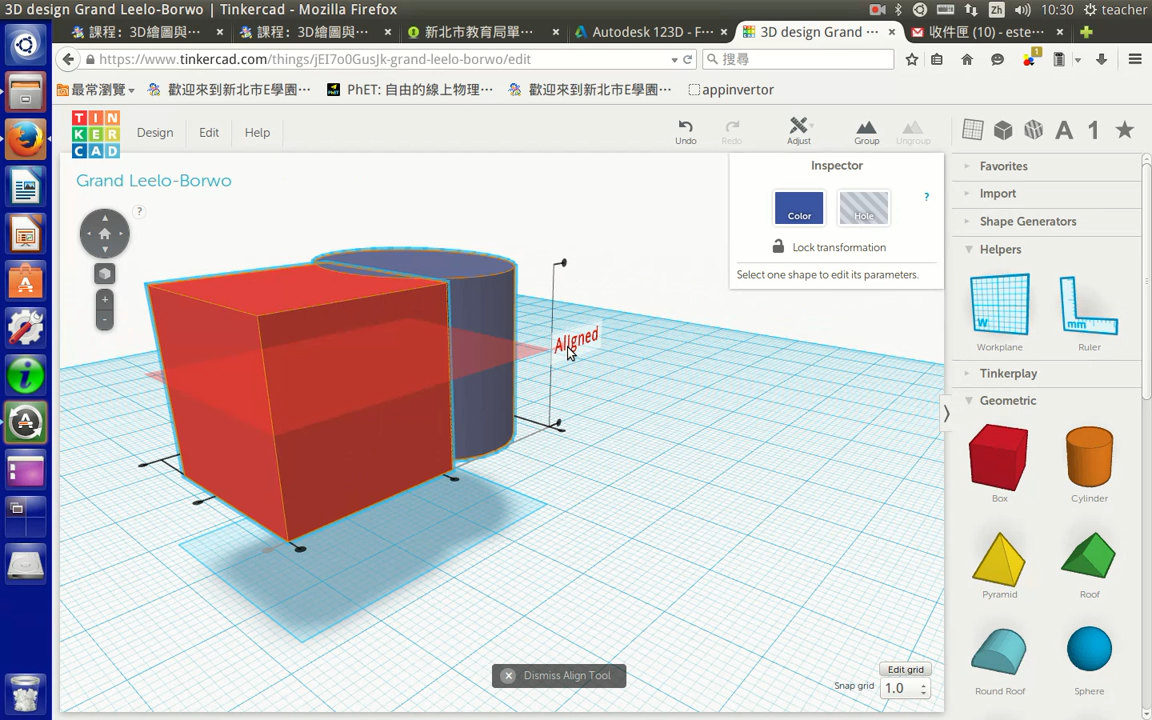 3D design Grand Leelo-Borwo | Tinkercad - Mozilla Firefox
Zh
10:30
teacher
課程：3D繪圖與…
課程：3D繪圖與…
新北市教育局單…
Autodesk 123D - F…
3D design Grand …
收件匣 (10) - este…
https://www.tinkercad.com/things/jEI7o0GusJk-grand-leelo-borwo/edit
搜尋
1
最常瀏覽
歡迎來到新北市E學園…
PhET: 自由的線上物理…
歡迎來到新北市E學園…
appinventor
TIN
KER
CAD
Design
Edit
Help
Undo
Redo
Adjust
Group
Ungroup
A
1
Grand Leelo-Borwo
?
+
-
Inspector
Color
Hole
?
Lock transformation
Select one shape to edit its parameters.
Aligned
Favorites
Import
Shape Generators
Helpers
W
mm
Workplane
Ruler
Tinkerplay
Geometric
Box
Cylinder
Pyramid
Roof
Round Roof
Sphere
Dismiss Align Tool
Edit grid
Snap grid
1.0